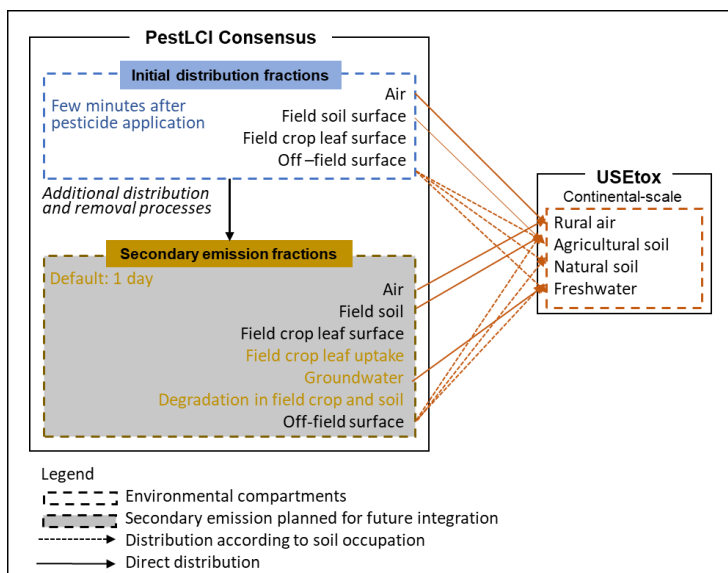 PestLCI Consensus
Initial distribution fractions
Few minutes after
pesticide application
Air
Field soil surface
Field crop leaf surface
Off –field surface
Additional distribution
and removal processes
Secondary emission fractions
Default: 1 day
Air
Field soil
Field crop leaf surface
Field crop leaf uptake
Groundwater
Degradation in field crop and soil
Off-field surface
USEtox
Continental-scale
Rural air
Agricultural soil
Natural soil
Freshwater
Legend
Environmental compartments
Secondary emission planned for future integration
Distribution according to soil occupation
Direct distribution